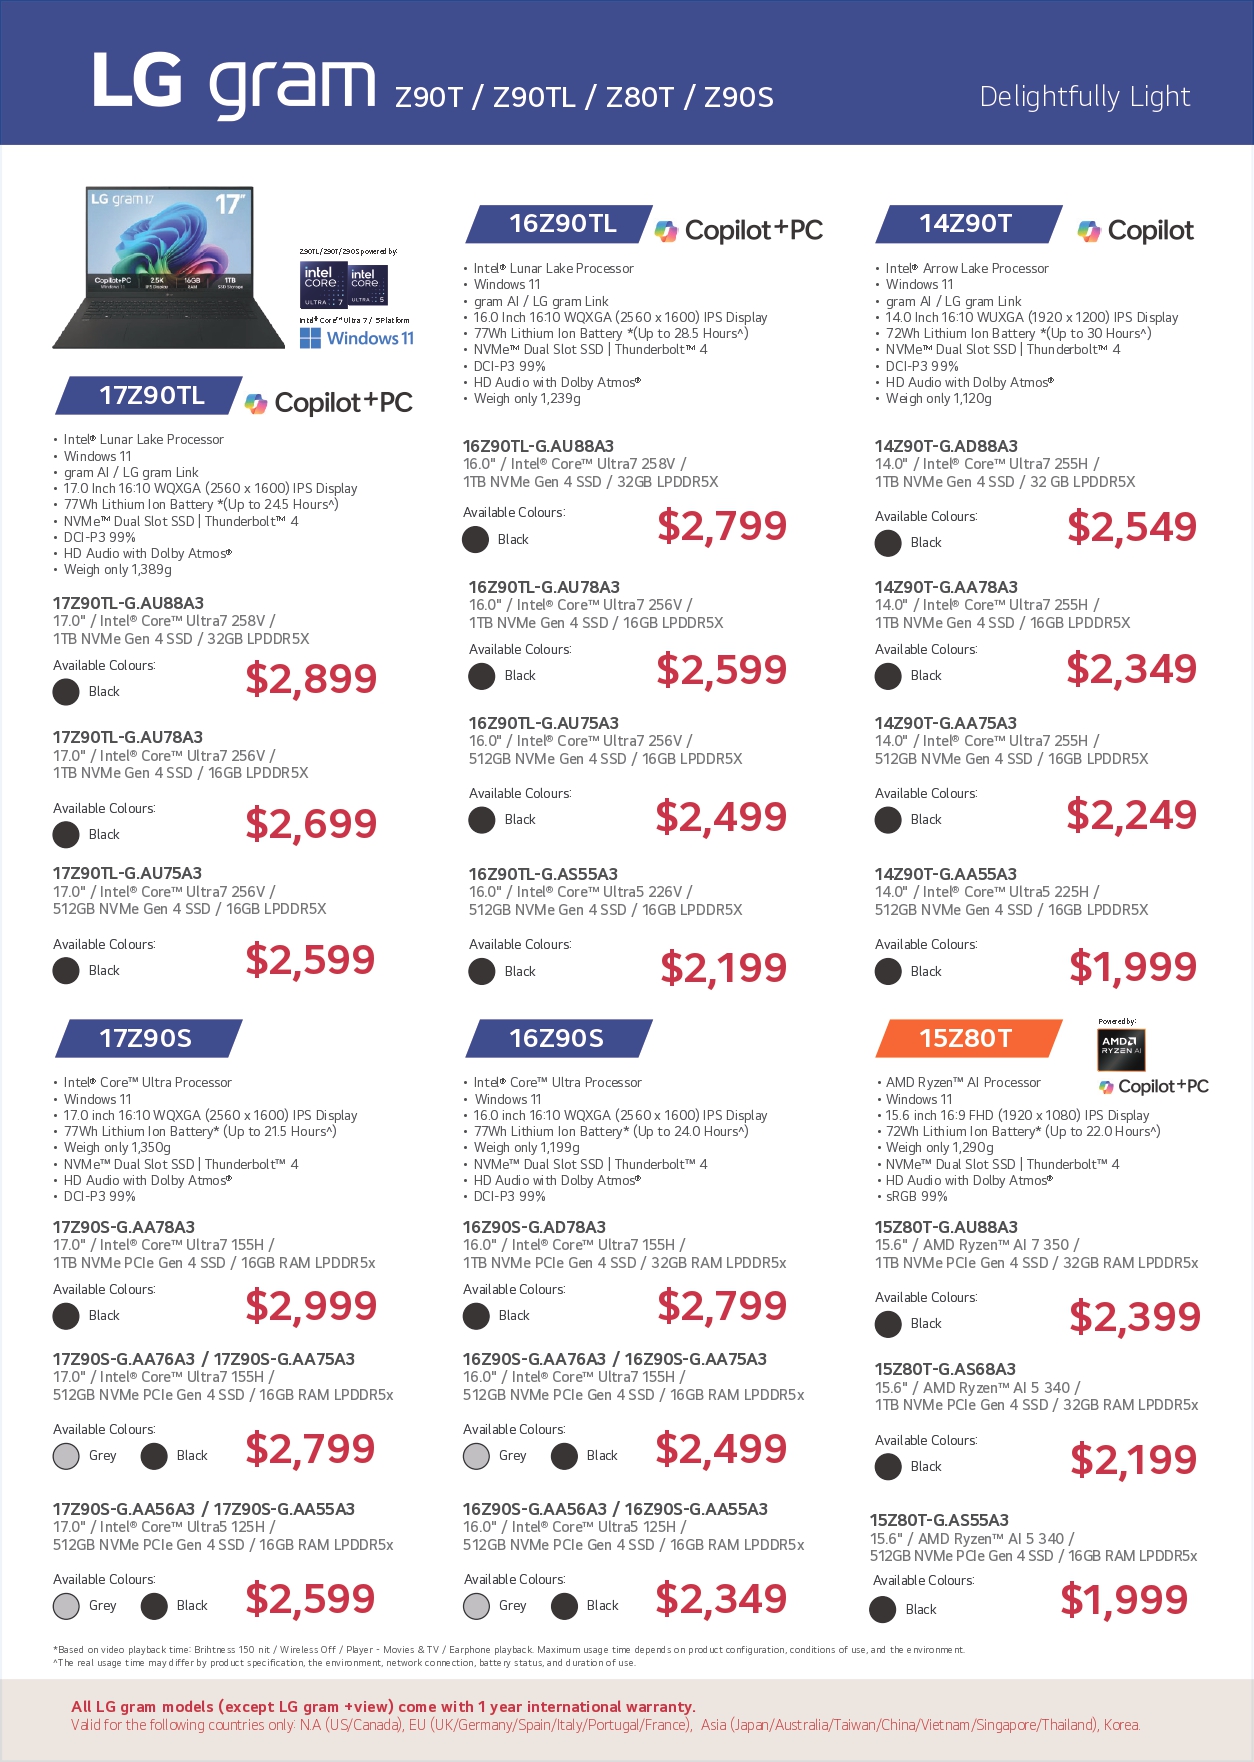 LG gram Z90T / Z90TL / Z80T / Z90S
Delightfully Light
LG gram 17
17"
Copilot+PC 2.5K 16GB 1TB
Z90TL/Z90T/Z90S powered by:
intel CORE ULTRA 7
intel CORE ULTRA 5
Intel® Core™ Ultra 7 / 5 Platform
Windows 11
17Z90TL
Copilot+PC
• Intel® Lunar Lake Processor
• Windows 11
• gram AI / LG gram Link
• 17.0 Inch 16:10 WQXGA (2560 x 1600) IPS Display
• 77Wh Lithium Ion Battery *(Up to 24.5 Hours^)
• NVMe™ Dual Slot SSD | Thunderbolt™ 4
• DCI-P3 99%
• HD Audio with Dolby Atmos®
• Weigh only 1,389g
17Z90TL-G.AU88A3
17.0" / Intel® Core™ Ultra7 258V /
1TB NVMe Gen 4 SSD / 32GB LPDDR5X
Available Colours:
Black
$2,899
17Z90TL-G.AU78A3
17.0" / Intel® Core™ Ultra7 256V /
1TB NVMe Gen 4 SSD / 16GB LPDDR5X
Available Colours:
Black
$2,699
17Z90TL-G.AU75A3
17.0" / Intel® Core™ Ultra7 256V /
512GB NVMe Gen 4 SSD / 16GB LPDDR5X
Available Colours:
Black
$2,599
16Z90TL
Copilot+PC
• Intel® Lunar Lake Processor
• Windows 11
• gram AI / LG gram Link
• 16.0 Inch 16:10 WQXGA (2560 x 1600) IPS Display
• 77Wh Lithium Ion Battery *(Up to 28.5 Hours^)
• NVMe™ Dual Slot SSD | Thunderbolt™ 4
• DCI-P3 99%
• HD Audio with Dolby Atmos®
• Weigh only 1,239g
16Z90TL-G.AU88A3
16.0" / Intel® Core™ Ultra7 258V /
1TB NVMe Gen 4 SSD / 32GB LPDDR5X
Available Colours:
Black
$2,799
16Z90TL-G.AU78A3
16.0" / Intel® Core™ Ultra7 256V /
1TB NVMe Gen 4 SSD / 16GB LPDDR5X
Available Colours:
Black
$2,599
16Z90TL-G.AU75A3
16.0" / Intel® Core™ Ultra7 256V /
512GB NVMe Gen 4 SSD / 16GB LPDDR5X
Available Colours:
Black
$2,499
16Z90TL-G.AS55A3
16.0" / Intel® Core™ Ultra5 226V /
512GB NVMe Gen 4 SSD / 16GB LPDDR5X
Available Colours:
Black
$2,199
14Z90T
Copilot
• Intel® Arrow Lake Processor
• Windows 11
• gram AI / LG gram Link
• 14.0 Inch 16:10 WUXGA (1920 x 1200) IPS Display
• 72Wh Lithium Ion Battery *(Up to 30 Hours^)
• NVMe™ Dual Slot SSD | Thunderbolt™ 4
• DCI-P3 99%
• HD Audio with Dolby Atmos®
• Weigh only 1,120g
14Z90T-G.AD88A3
14.0" / Intel® Core™ Ultra7 255H /
1TB NVMe Gen 4 SSD / 32 GB LPDDR5X
Available Colours:
Black
$2,549
14Z90T-G.AA78A3
14.0" / Intel® Core™ Ultra7 255H /
1TB NVMe Gen 4 SSD / 16GB LPDDR5X
Available Colours:
Black
$2,349
14Z90T-G.AA75A3
14.0" / Intel® Core™ Ultra7 255H /
512GB NVMe Gen 4 SSD / 16GB LPDDR5X
Available Colours:
Black
$2,249
14Z90T-G.AA55A3
14.0" / Intel® Core™ Ultra5 225H /
512GB NVMe Gen 4 SSD / 16GB LPDDR5X
Available Colours:
Black
$1,999
17Z90S
• Intel® Core™ Ultra Processor
• Windows 11
• 17.0 inch 16:10 WQXGA (2560 x 1600) IPS Display
• 77Wh Lithium Ion Battery* (Up to 21.5 Hours^)
• Weigh only 1,350g
• NVMe™ Dual Slot SSD | Thunderbolt™ 4
• HD Audio with Dolby Atmos®
• DCI-P3 99%
17Z90S-G.AA78A3
17.0" / Intel® Core™ Ultra7 155H /
1TB NVMe PCIe Gen 4 SSD / 16GB RAM LPDDR5x
Available Colours:
Black
$2,999
17Z90S-G.AA76A3 / 17Z90S-G.AA75A3
17.0" / Intel® Core™ Ultra7 155H /
512GB NVMe PCIe Gen 4 SSD / 16GB RAM LPDDR5x
Available Colours:
Grey Black
$2,799
17Z90S-G.AA56A3 / 17Z90S-G.AA55A3
17.0" / Intel® Core™ Ultra5 125H /
512GB NVMe PCIe Gen 4 SSD / 16GB RAM LPDDR5x
Available Colours:
Grey Black
$2,599
16Z90S
• Intel® Core™ Ultra Processor
• Windows 11
• 16.0 inch 16:10 WQXGA (2560 x 1600) IPS Display
• 77Wh Lithium Ion Battery* (Up to 24.0 Hours^)
• Weigh only 1,199g
• NVMe™ Dual Slot SSD | Thunderbolt™ 4
• HD Audio with Dolby Atmos®
• DCI-P3 99%
16Z90S-G.AD78A3
16.0" / Intel® Core™ Ultra7 155H /
1TB NVMe PCIe Gen 4 SSD / 32GB RAM LPDDR5x
Available Colours:
Black
$2,799
16Z90S-G.AA76A3 / 16Z90S-G.AA75A3
16.0" / Intel® Core™ Ultra7 155H /
512GB NVMe PCIe Gen 4 SSD / 16GB RAM LPDDR5x
Available Colours:
Grey Black
$2,499
16Z90S-G.AA56A3 / 16Z90S-G.AA55A3
16.0" / Intel® Core™ Ultra5 125H /
512GB NVMe PCIe Gen 4 SSD / 16GB RAM LPDDR5x
Available Colours:
Grey Black
$2,349
15Z80T
Powered by:
AMD RYZEN AI
Copilot+PC
• AMD Ryzen™ AI Processor
• Windows 11
• 15.6 inch 16:9 FHD (1920 x 1080) IPS Display
• 72Wh Lithium Ion Battery* (Up to 22.0 Hours^)
• Weigh only 1,290g
• NVMe™ Dual Slot SSD | Thunderbolt™ 4
• HD Audio with Dolby Atmos®
• sRGB 99%
15Z80T-G.AU88A3
15.6" / AMD Ryzen™ AI 7 350 /
1TB NVMe PCIe Gen 4 SSD / 32GB RAM LPDDR5x
Available Colours:
Black
$2,399
15Z80T-G.AS68A3
15.6" / AMD Ryzen™ AI 5 340 /
1TB NVMe PCIe Gen 4 SSD / 32GB RAM LPDDR5x
Available Colours:
Black
$2,199
15Z80T-G.AS55A3
15.6" / AMD Ryzen™ AI 5 340 /
512GB NVMe PCIe Gen 4 SSD / 16GB RAM LPDDR5x
Available Colours:
Black
$1,999
*Based on video playback time: Brihtness 150 nit / Wireless Off / Player - Movies & TV / Earphone playback. Maximum usage time depends on product configuration, conditions of use, and the environment.
^The real usage time may differ by product specification, the environment, network connection, battery status, and duration of use.
All LG gram models (except LG gram +view) come with 1 year international warranty.
Valid for the following countries only: N.A (US/Canada), EU (UK/Germany/Spain/Italy/Portugal/France), Asia (Japan/Australia/Taiwan/China/Vietnam/Singapore/Thailand), Korea.